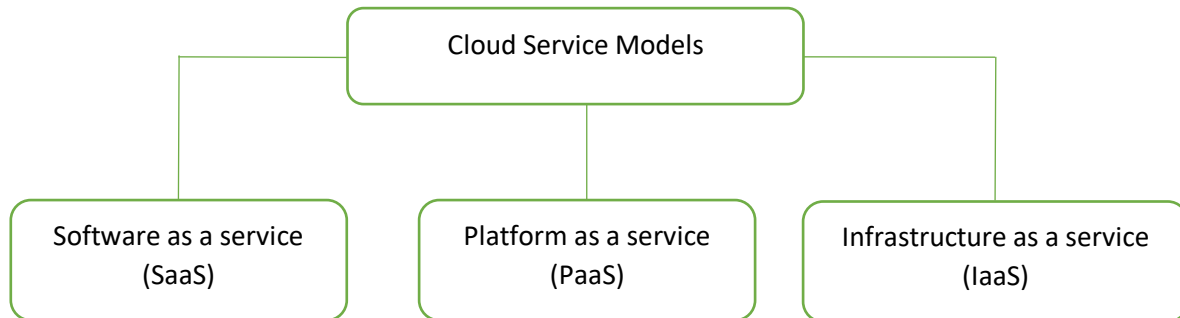 Cloud Service Models
Software as a service
(SaaS)
Platform as a service
(PaaS)
Infrastructure as a service
(IaaS)